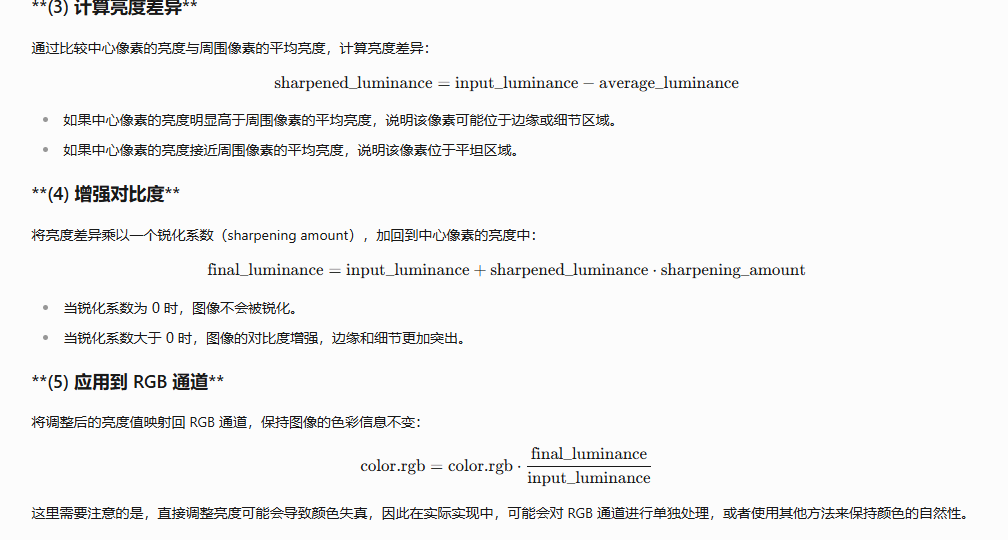 **(3) 计算亮度差异**
通过比较中心像素的亮度与周围像素的平均亮度，计算亮度差异：
sharpened_luminance = input_luminance − average_luminance
• 如果中心像素的亮度明显高于周围像素的平均亮度，说明该像素可能位于边缘或细节区域。
• 如果中心像素的亮度接近周围像素的平均亮度，说明该像素位于平坦区域。
**(4) 增强对比度**
将亮度差异乘以一个锐化系数（sharpening amount），加回到中心像素的亮度中：
final_luminance = input_luminance + sharpened_luminance · sharpening_amount
• 当锐化系数为 0 时，图像不会被锐化。
• 当锐化系数大于 0 时，图像的对比度增强，边缘和细节更加突出。
**(5) 应用到 RGB 通道**
将调整后的亮度值映射回 RGB 通道，保持图像的色彩信息不变：
final_luminance
color.rgb = color.rgb ·
input_luminance
这里需要注意的是，直接调整亮度可能会导致颜色失真，因此在实际实现中，可能会对 RGB 通道进行单独处理，或者使用其他方法来保持颜色的自然性。